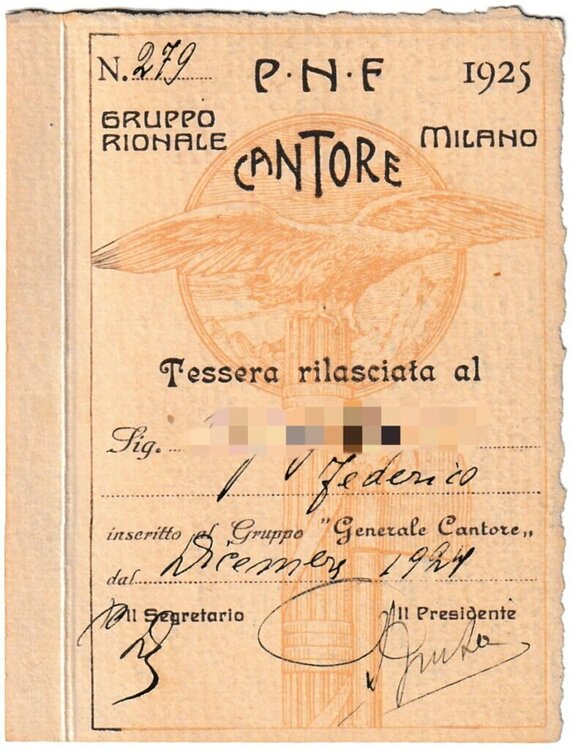 N. 279 P·N·F 1925
GRUPPO RIONALE CANTORE MILANO
Tessera rilasciata al
Sig.
Federico
inscritto al Gruppo "Generale Cantore„
dal Dicembre 1924
Il Segretario Il Presidente